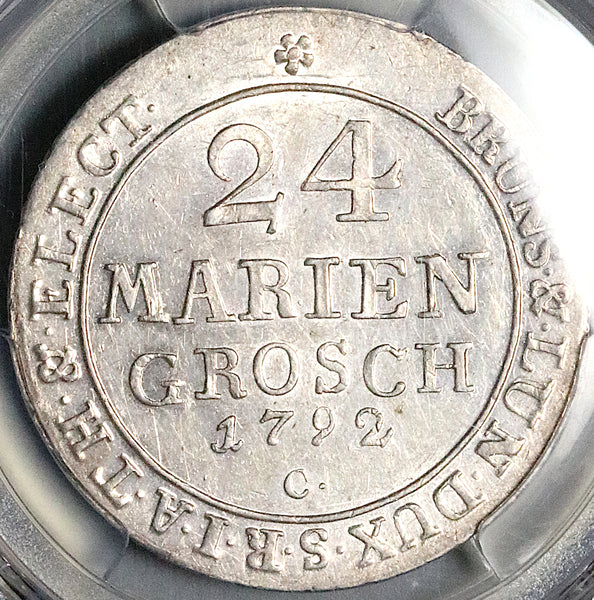 24
MARIEN
GROSCH
1792
C.
BRUNS·&·LUN·DUX·S·R·I·A·TH·&·ELECT·